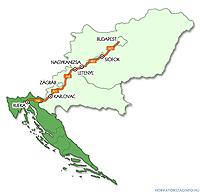 BUDAPEST
SIÓFOK
NAGYKANIZSA
LETENYE
ZÁGRÁB
KARLOVAC
RIJEKA
HORVATORSZAGINFO.HU